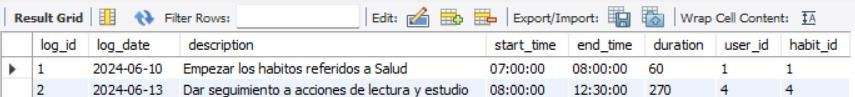 Result Grid Filter Rows: Edit: Export/Import: Wrap Cell Content:
log_id log_date description start_time end_time duration user_id habit_id
1 2024-06-10 Empezar los habitos referidos a Salud 07:00:00 08:00:00 60 1 1
2 2024-06-13 Dar seguimiento a acciones de lectura y estudio 08:00:00 12:30:00 270 4 4